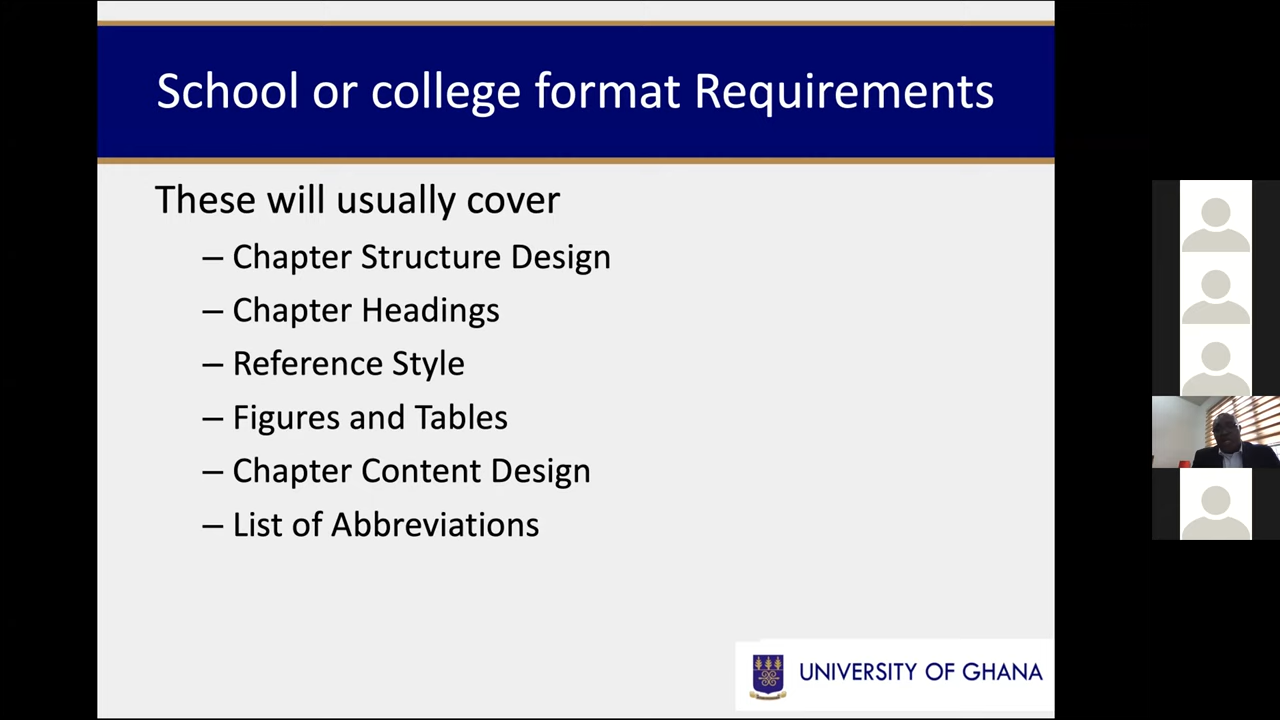 School or college format Requirements
These will usually cover
– Chapter Structure Design
– Chapter Headings
– Reference Style
– Figures and Tables
– Chapter Content Design
– List of Abbreviations
UNIVERSITY OF GHANA